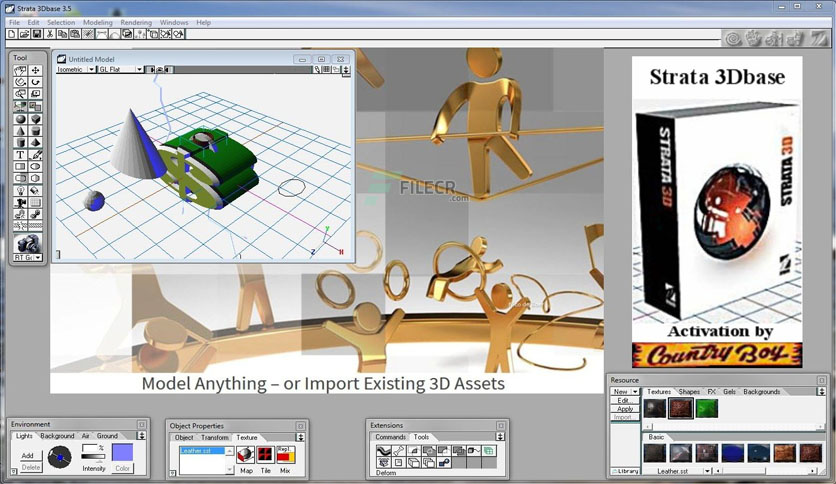 Strata 3Dbase 3.5
File Edit Selection Modeling Rendering Windows Help
Tool
Untitled Model
Isometric GL Flat
Y
Z
FILECR
.com
T
RT
Model Anything – or Import Existing 3D Assets
Strata 3Dbase
STRATA 3D
STRATA 3D
Activation by
Country Boy
Environment
Lights Background Air Ground
Add
Delete
Intensity
Color
%
Object Properties
Object Transform Texture
Leather.sst
Map Tile Mix
Extensions
Commands Tools
Deform
Resource
New
Edit...
Apply
Import...
Textures Shapes FX Gels Backgrounds
Basic
Library
Leather.sst